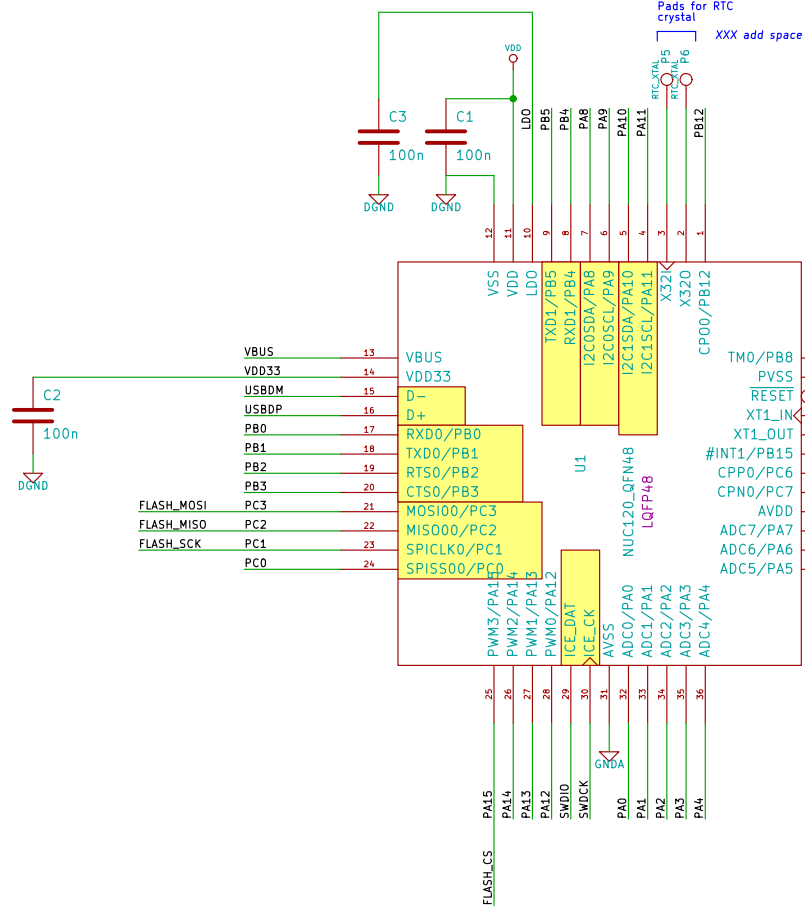 Pads for RTC
crystal
XXX add space
P5
P6
RTC_XTAL
RTC_XTAL
VDD
C3
100n
C1
100n
DGND
DGND
LDO
PB5
PB4
PA8
PA9
PA10
PA11
PB12
12
11
10
9
8
7
6
5
4
3
2
1
VSS
VDD
LDO
TXD1/PB5
RXD1/PB4
I2C0SDA/PA8
I2C0SCL/PA9
I2C1SDA/PA10
I2C1SCL/PA11
X32I
X32O
CPO0/PB12
VBUS 13 VBUS
VDD33 14 VDD33
USBDM 15 D-
USBDP 16 D+
PB0 17 RXD0/PB0
PB1 18 TXD0/PB1
PB2 19 RTS0/PB2
PB3 20 CTS0/PB3
FLASH_MOSI PC3 21 MOSI00/PC3
FLASH_MISO PC2 22 MISO00/PC2
FLASH_SCK PC1 23 SPICLK0/PC1
PC0 24 SPISS00/PC0
C2
100n
DGND
U1
NUC120_QFN48
LQFP48
TM0/PB8
PVSS
RESET
XT1_IN
XT1_OUT
#INT1/PB15
CPP0/PC6
CPN0/PC7
AVDD
ADC7/PA7
ADC6/PA6
ADC5/PA5
PWM3/PA15
PWM2/PA14
PWM1/PA13
PWM0/PA12
ICE_DAT
ICE_CK
AVSS
ADC0/PA0
ADC1/PA1
ADC2/PA2
ADC3/PA3
ADC4/PA4
25
26
27
28
29
30
31
32
33
34
35
36
GNDA
PA15
PA14
PA13
PA12
SWDIO
SWDCK
PA0
PA1
PA2
PA3
PA4
FLASH_CS